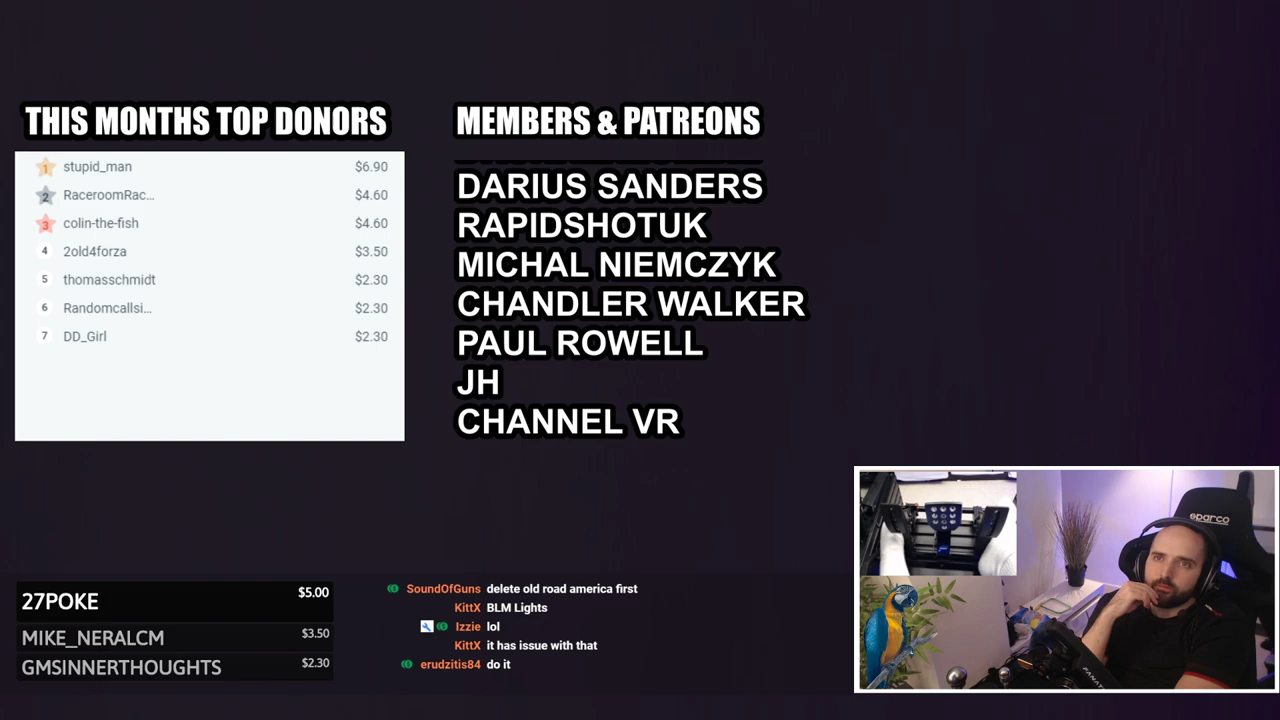 THIS MONTHS TOP DONORS
1 stupid_man $6.90
2 RaceroomRac... $4.60
3 colin-the-fish $4.60
4 2old4forza $3.50
5 thomasschmidt $2.30
6 Randomcallsi... $2.30
7 DD_Girl $2.30
MEMBERS & PATREONS
DARIUS SANDERS
RAPIDSHOTUK
MICHAL NIEMCZYK
CHANDLER WALKER
PAUL ROWELL
JH
CHANNEL VR
27POKE $5.00
MIKE_NERALCM $3.50
GMSINNERTHOUGHTS $2.30
SoundOfGuns delete old road america first
KittX BLM Lights
Izzie lol
KittX it has issue with that
erudzitis84 do it
sparco
FANATEC